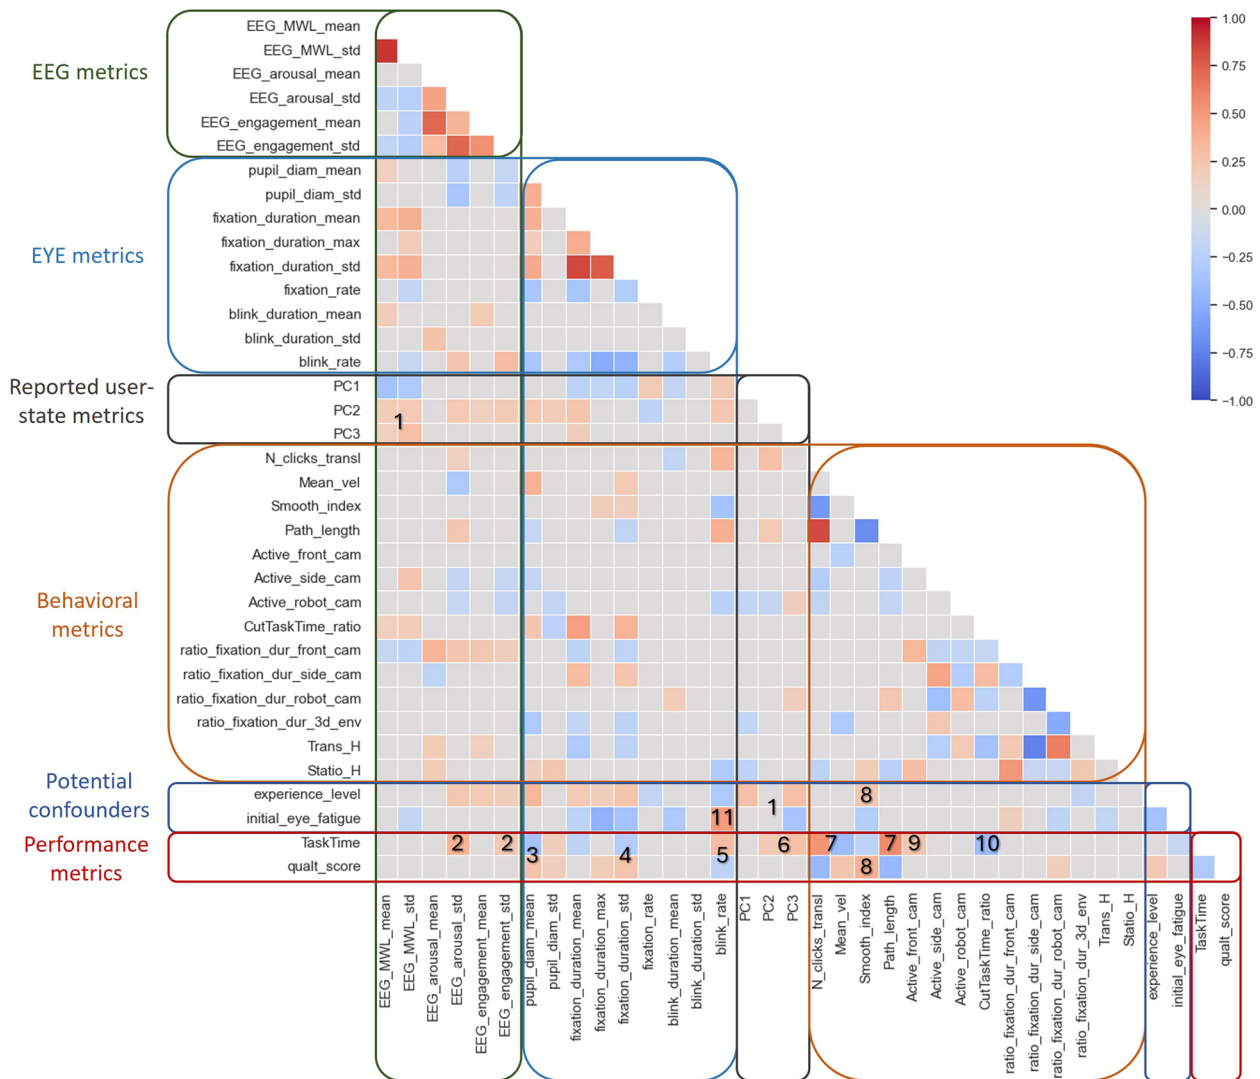 EEG metrics
EYE metrics
Reported user-
state metrics
Behavioral
metrics
Potential
confounders
Performance
metrics
EEG_MWL_mean
EEG_MWL_std
EEG_arousal_mean
EEG_arousal_std
EEG_engagement_mean
EEG_engagement_std
pupil_diam_mean
pupil_diam_std
fixation_duration_mean
fixation_duration_max
fixation_duration_std
fixation_rate
blink_duration_mean
blink_duration_std
blink_rate
PC1
PC2
PC3
N_clicks_transl
Mean_vel
Smooth_index
Path_length
Active_front_cam
Active_side_cam
Active_robot_cam
CutTaskTime_ratio
ratio_fixation_dur_front_cam
ratio_fixation_dur_side_cam
ratio_fixation_dur_robot_cam
ratio_fixation_dur_3d_env
Trans_H
Statio_H
experience_level
initial_eye_fatigue
TaskTime
qualt_score
1
8
1
11
2
2
3
4
5
6
7
7
9
10
8
EEG_MWL_mean
EEG_MWL_std
EEG_arousal_mean
EEG_arousal_std
EEG_engagement_mean
EEG_engagement_std
pupil_diam_mean
pupil_diam_std
fixation_duration_mean
fixation_duration_max
fixation_duration_std
fixation_rate
blink_duration_mean
blink_duration_std
blink_rate
PC1
PC2
PC3
N_clicks_transl
Mean_vel
Smooth_index
Path_length
Active_front_cam
Active_side_cam
Active_robot_cam
CutTaskTime_ratio
ratio_fixation_dur_front_cam
ratio_fixation_dur_side_cam
ratio_fixation_dur_robot_cam
ratio_fixation_dur_3d_env
Trans_H
Statio_H
experience_level
initial_eye_fatigue
TaskTime
qualt_score
1.00
0.75
0.50
0.25
0.00
−0.25
−0.50
−0.75
−1.00